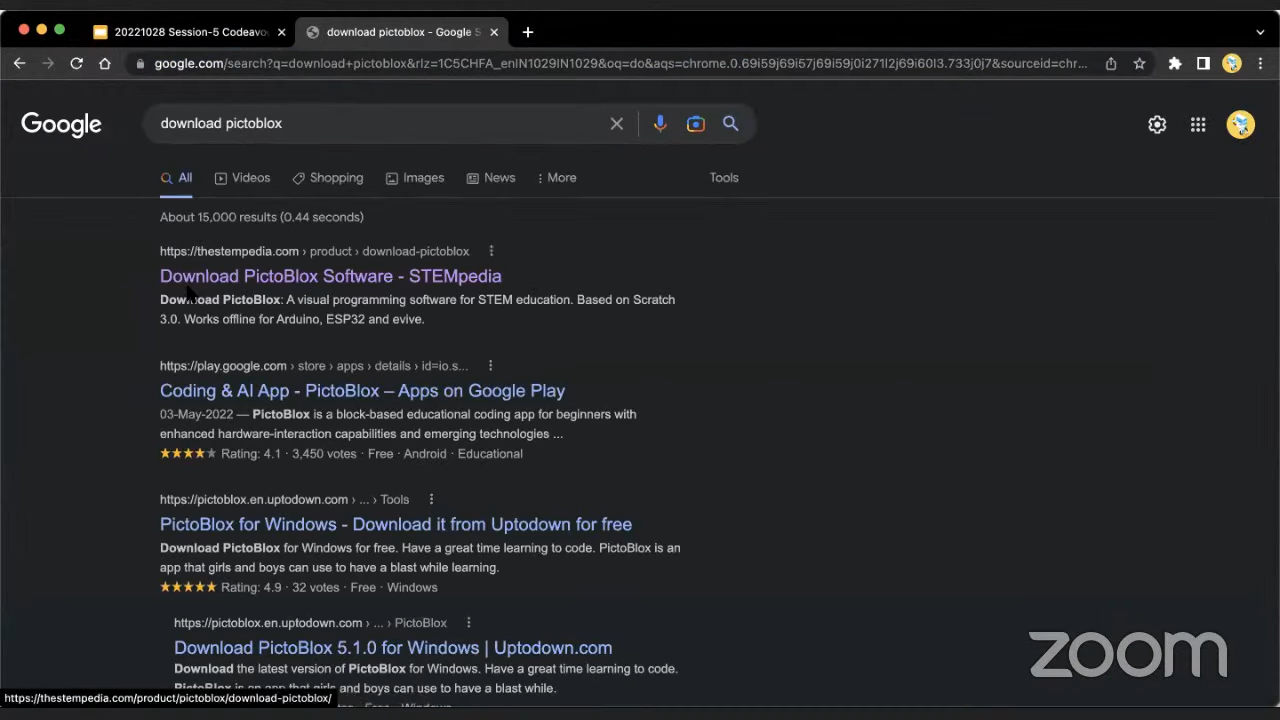 20221028 Session-5 Codeavo
download pictoblox - Google S
google.com/search?q=download+pictoblox&rlz=1C5CHFA_enIN1029IN1029&oq=do&aqs=chrome.0.69i59j69i57j69i59j0i271l2j69i60l3.733j0j7&sourceid=chr...
Google
download pictoblox
All
Videos
Shopping
Images
News
More
Tools
About 15,000 results (0.44 seconds)
https://thestempedia.com › product › download-pictoblox
Download PictoBlox Software - STEMpedia
Download PictoBlox: A visual programming software for STEM education. Based on Scratch
3.0. Works offline for Arduino, ESP32 and evive.
https://play.google.com › store › apps › details › id=io.s...
Coding & AI App - PictoBlox – Apps on Google Play
03-May-2022 — PictoBlox is a block-based educational coding app for beginners with
enhanced hardware-interaction capabilities and emerging technologies ...
Rating: 4.1 · 3,450 votes · Free · Android · Educational
https://pictoblox.en.uptodown.com › ... › Tools
PictoBlox for Windows - Download it from Uptodown for free
Download PictoBlox for Windows for free. Have a great time learning to code. PictoBlox is an
app that girls and boys can use to have a blast while learning.
Rating: 4.9 · 32 votes · Free · Windows
https://pictoblox.en.uptodown.com › ... › PictoBlox
Download PictoBlox 5.1.0 for Windows | Uptodown.com
Download the latest version of PictoBlox for Windows. Have a great time learning to code.
PictoBlox is an app that girls and boys can use to have a blast while learning.
https://thestempedia.com/product/pictoblox/download-pictoblox/
zoom